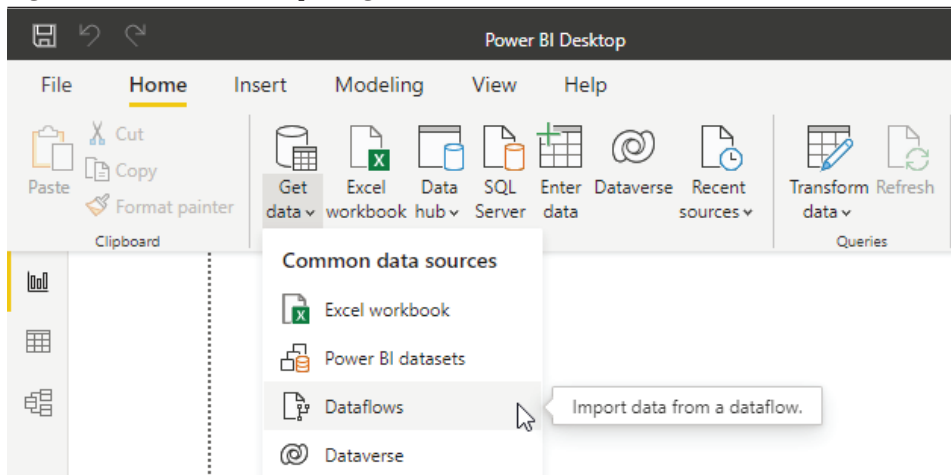 Power BI Desktop
File Home Insert Modeling View Help
Paste
Cut
Copy
Format painter
Clipboard
Get data
Excel workbook
Data hub
SQL Server
Enter data
Dataverse
Recent sources
Transform data
Refresh
Queries
Common data sources
Excel workbook
Power BI datasets
Dataflows
Import data from a dataflow.
Dataverse